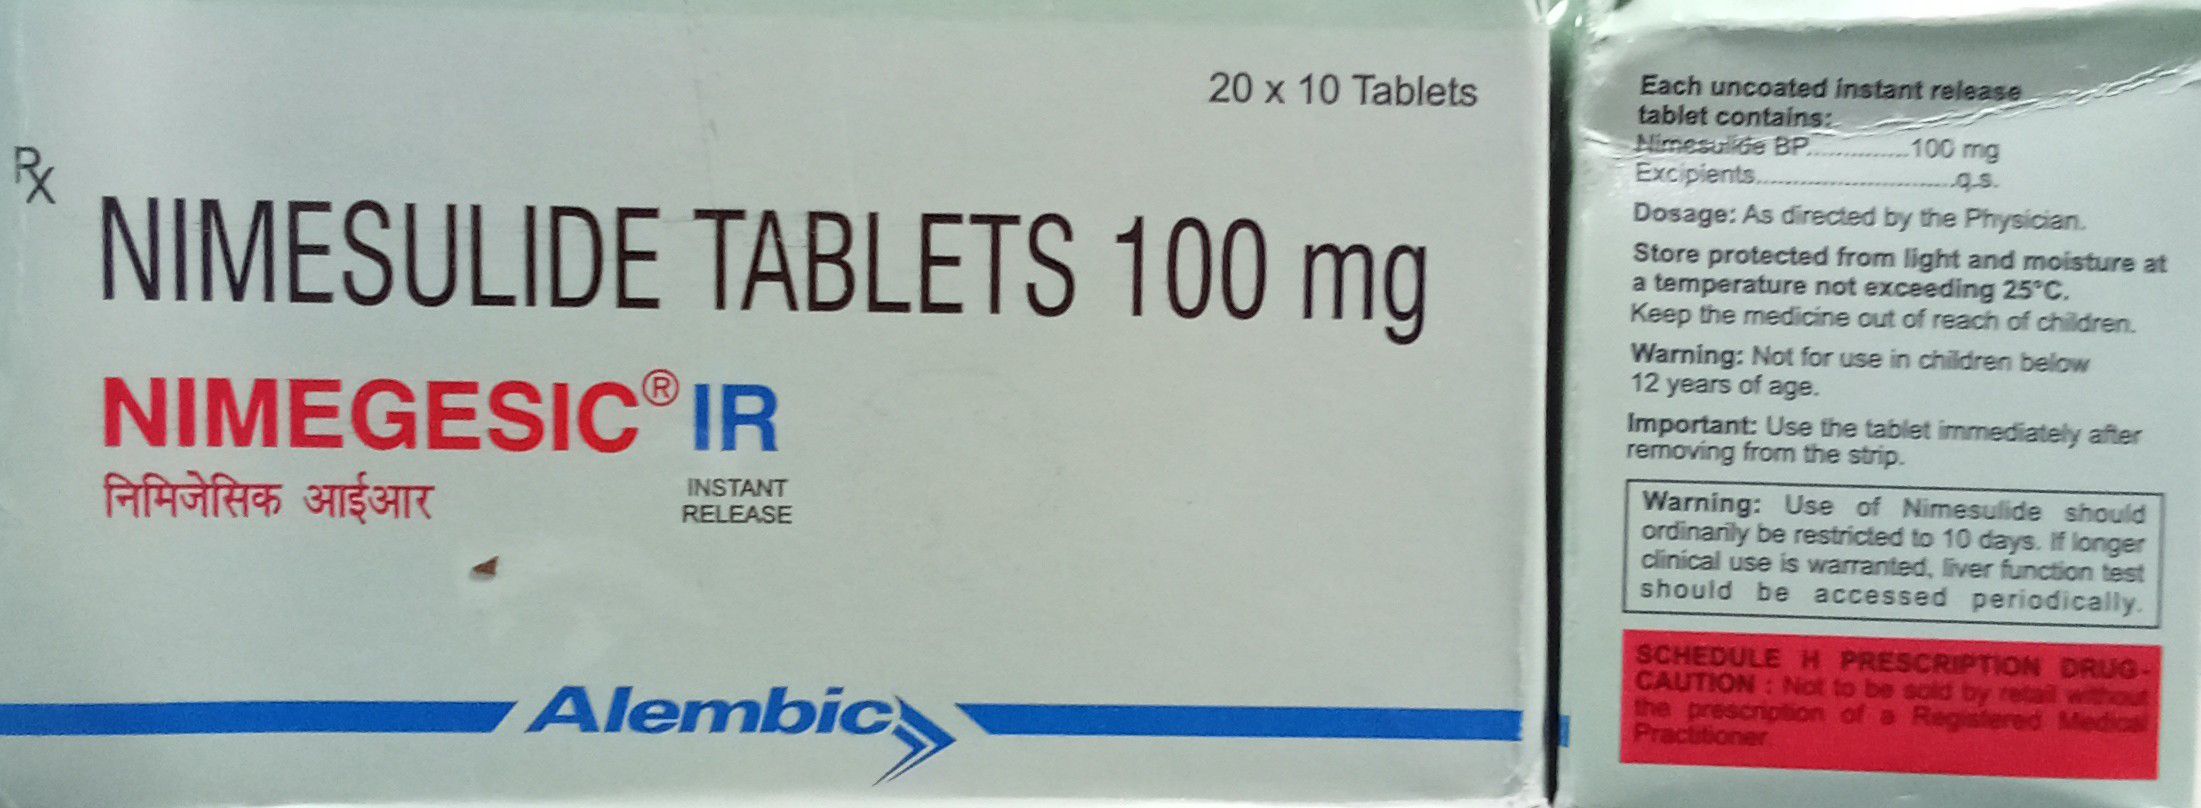 20 x 10 Tablets
Rx
NIMESULIDE TABLETS 100 mg
NIMEGESIC® IR
निमिजेसिक आईआर
INSTANT
RELEASE
Alembic
Each uncoated instant release
tablet contains:
Nimesulide BP...............100 mg
Excipients............................q.s.
Dosage: As directed by the Physician.
Store protected from light and moisture at
a temperature not exceeding 25°C.
Keep the medicine out of reach of children.
Warning: Not for use in children below
12 years of age.
Important: Use the tablet immediately after
removing from the strip.
Warning: Use of Nimesulide should
ordinarily be restricted to 10 days. If longer
clinical use is warranted, liver function test
should be accessed periodically.
SCHEDULE H PRESCRIPTION DRUG-
CAUTION : Not to be sold by retail without
the prescription of a Registered Medical
Practitioner.